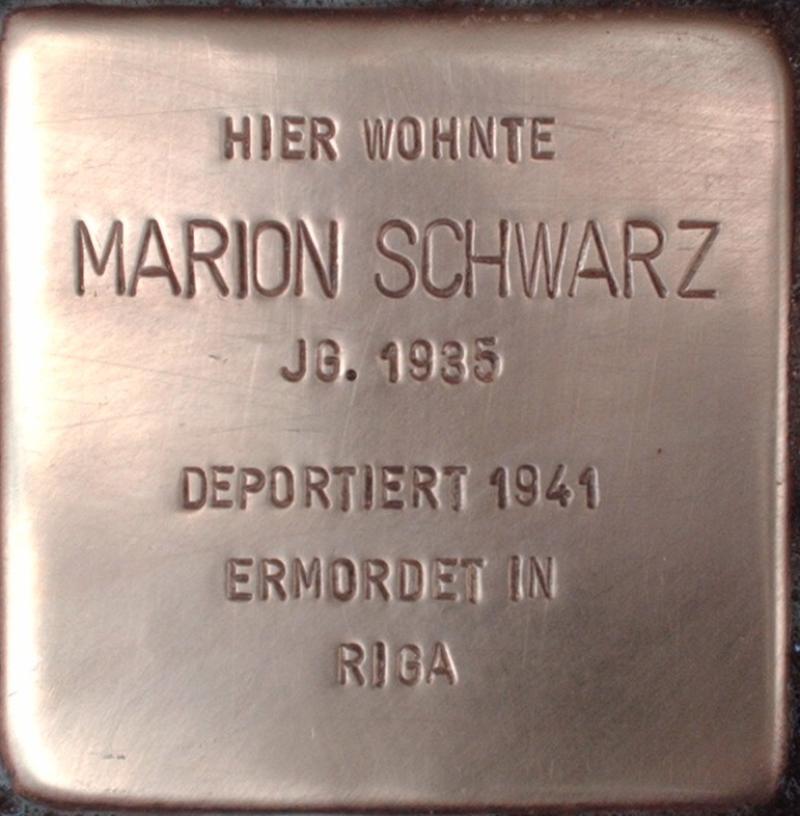 HIER WOHNTE
MARION SCHWARZ
JG. 1935
DEPORTIERT 1941
ERMORDET IN
RIGA